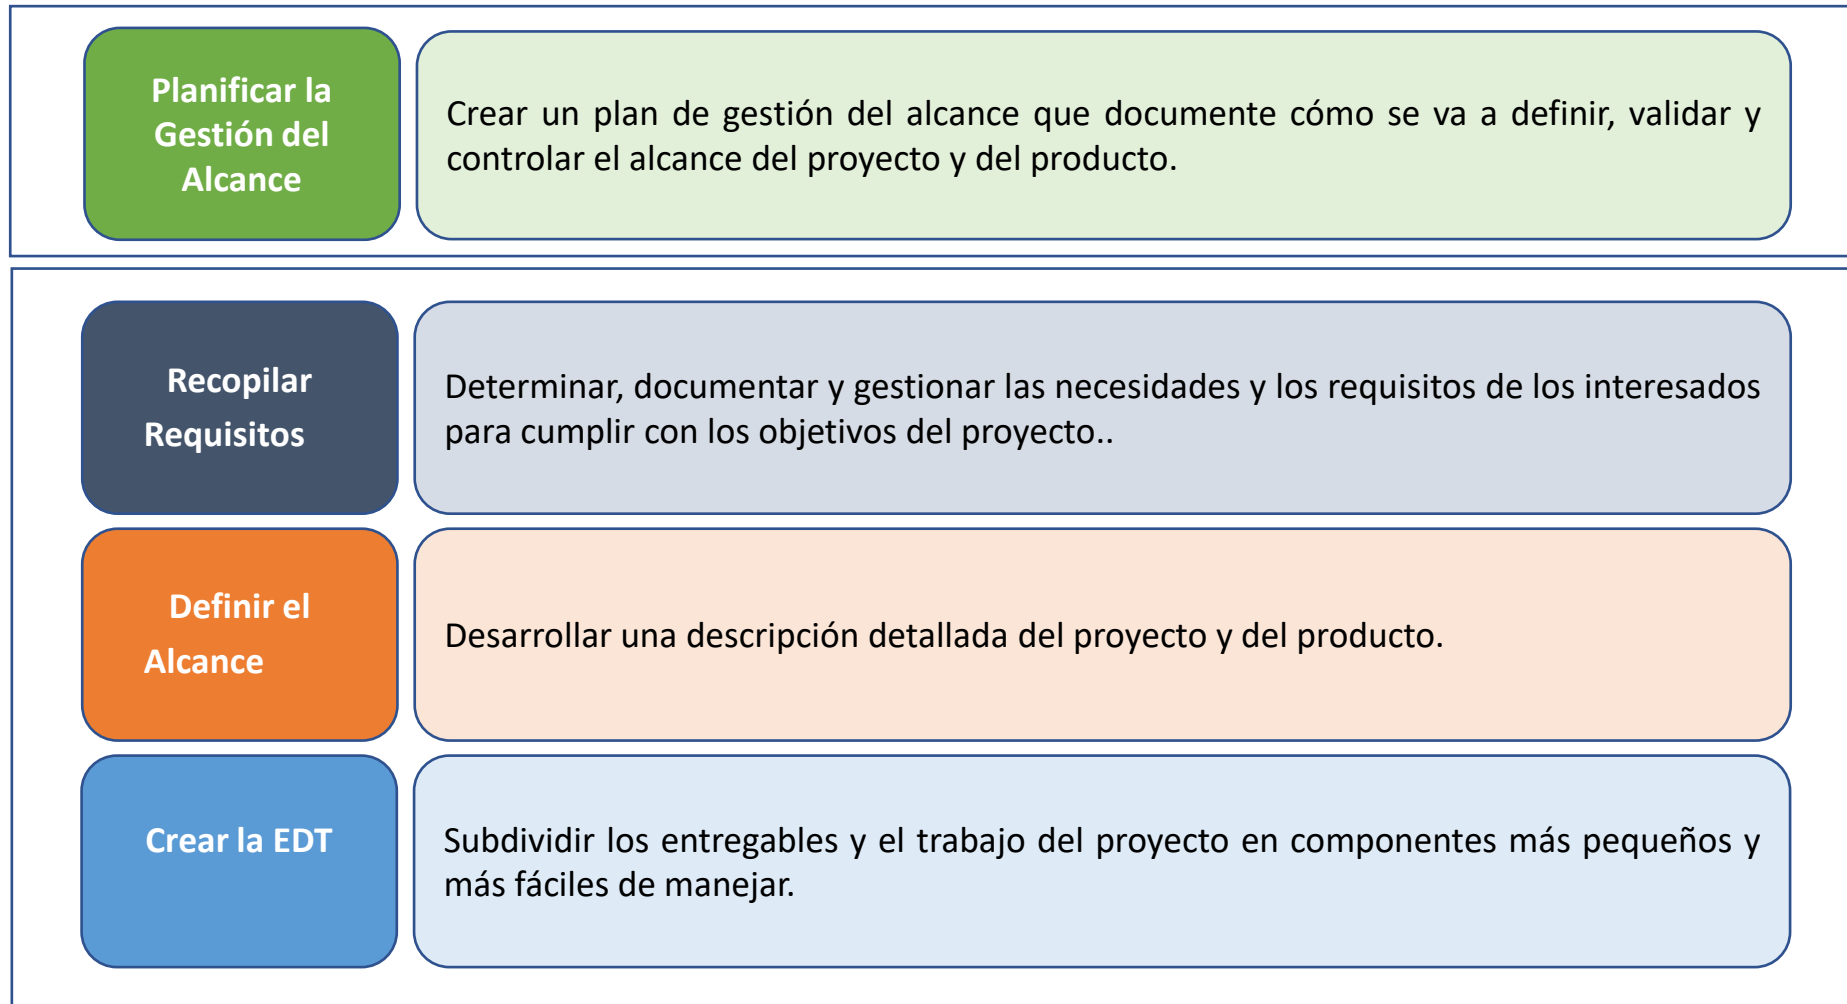 Planificar la
Gestión del
Alcance
Crear un plan de gestión del alcance que documente cómo se va a definir, validar y
controlar el alcance del proyecto y del producto.
Recopilar
Requisitos
Determinar, documentar y gestionar las necesidades y los requisitos de los interesados
para cumplir con los objetivos del proyecto..
Definir el
Alcance
Desarrollar una descripción detallada del proyecto y del producto.
Crear la EDT
Subdividir los entregables y el trabajo del proyecto en componentes más pequeños y
más fáciles de manejar.